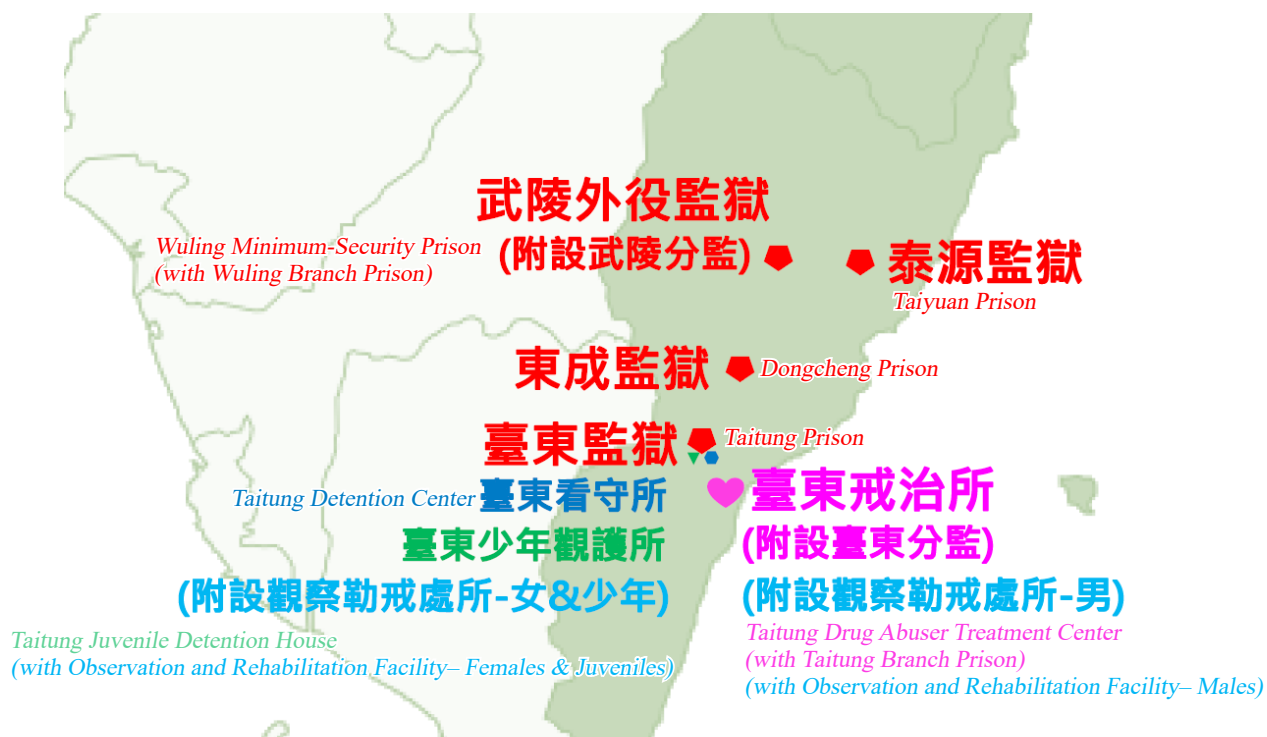 武陵外役監獄
Wuling Minimum-Security Prison
(with Wuling Branch Prison)
(附設武陵分監)
泰源監獄
Taiyuan Prison
東成監獄
Dongcheng Prison
臺東監獄
Taitung Prison
Taitung Detention Center
臺東看守所
臺東少年觀護所
(附設觀察勒戒處所-女&少年)
Taitung Juvenile Detention House
(with Observation and Rehabilitation Facility– Females & Juveniles)
臺東戒治所
(附設臺東分監)
(附設觀察勒戒處所-男)
Taitung Drug Abuser Treatment Center
(with Taitung Branch Prison)
(with Observation and Rehabilitation Facility– Males)